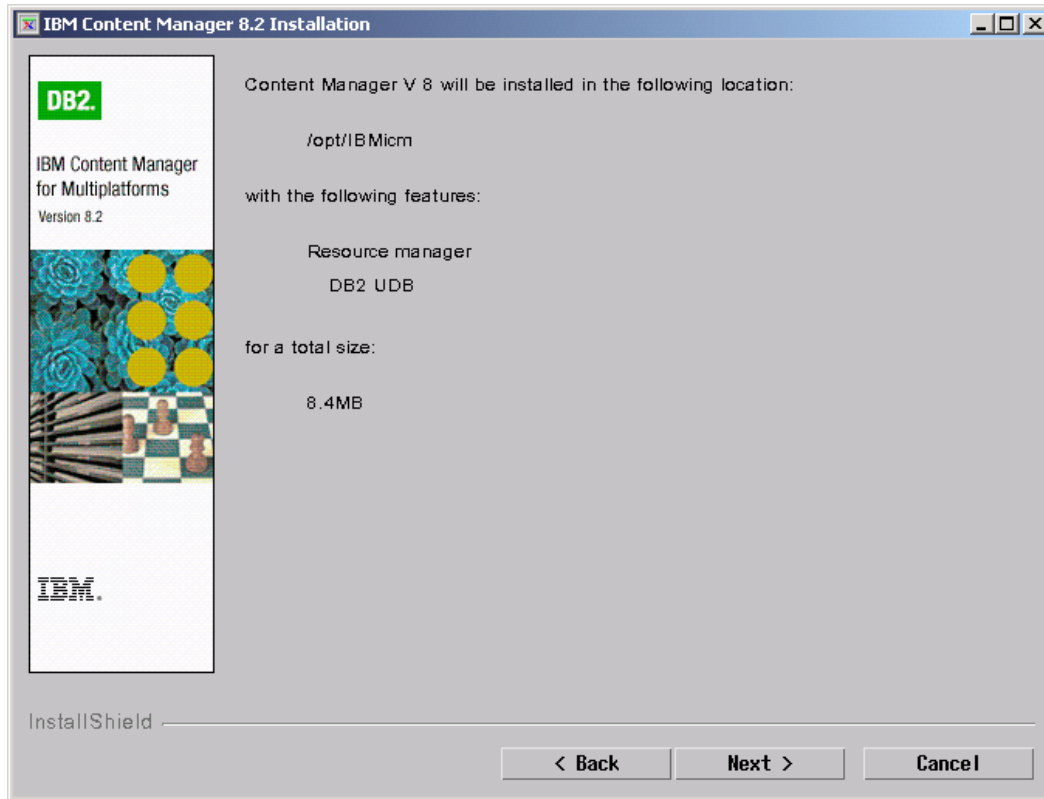 IBM Content Manager 8.2 Installation
DB2.
IBM Content Manager
for Multiplatforms
Version 8.2
IBM.
Content Manager V 8 will be installed in the following location:
/opt/IBMicm
with the following features:
Resource manager
DB2 UDB
for a total size:
8.4MB
InstallShield
< Back
Next >
Cancel